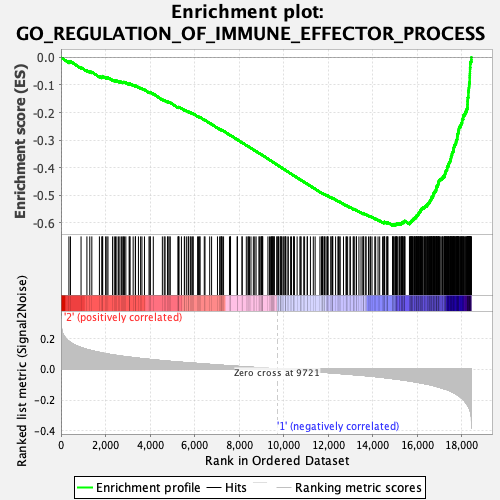 Enrichment plot:
GO_REGULATION_OF_IMMUNE_EFFECTOR_PROCESS
Enrichment score (ES)
0.0
-0.1
-0.2
-0.3
-0.4
-0.5
-0.6
'2' (positively correlated)
Ranked list metric (Signal2Noise)
0.2
0.0
-0.2
-0.4
Zero cross at 9721
'1' (negatively correlated)
0 2,000 4,000 6,000 8,000 10,000 12,000 14,000 16,000 18,000
Rank in Ordered Dataset
Enrichment profile Hits Ranking metric scores